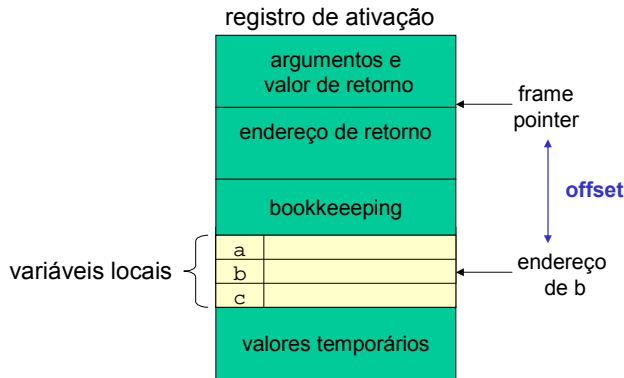 registro de ativação
argumentos e
valor de retorno
frame
pointer
endereço de retorno
offset
bookkeeeping
variáveis locais
a
b
c
endereço
de b
valores temporários